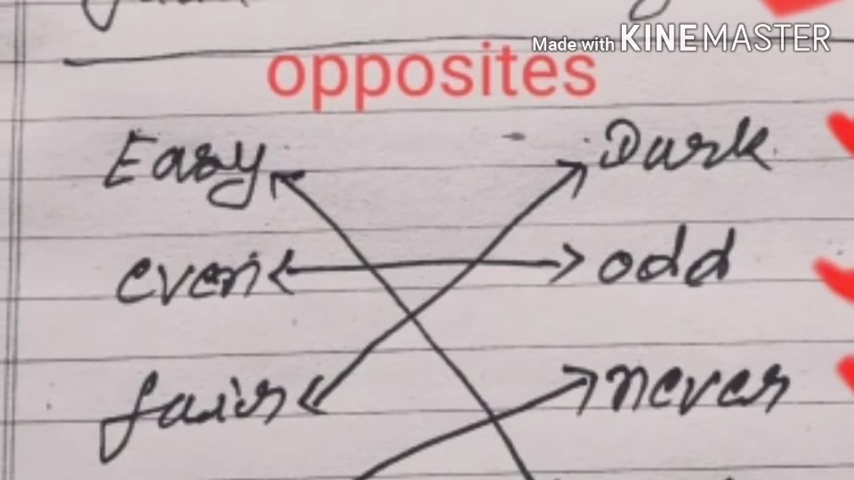 Made with KINEMASTER
opposites
Easy Dark
even odd
fair never